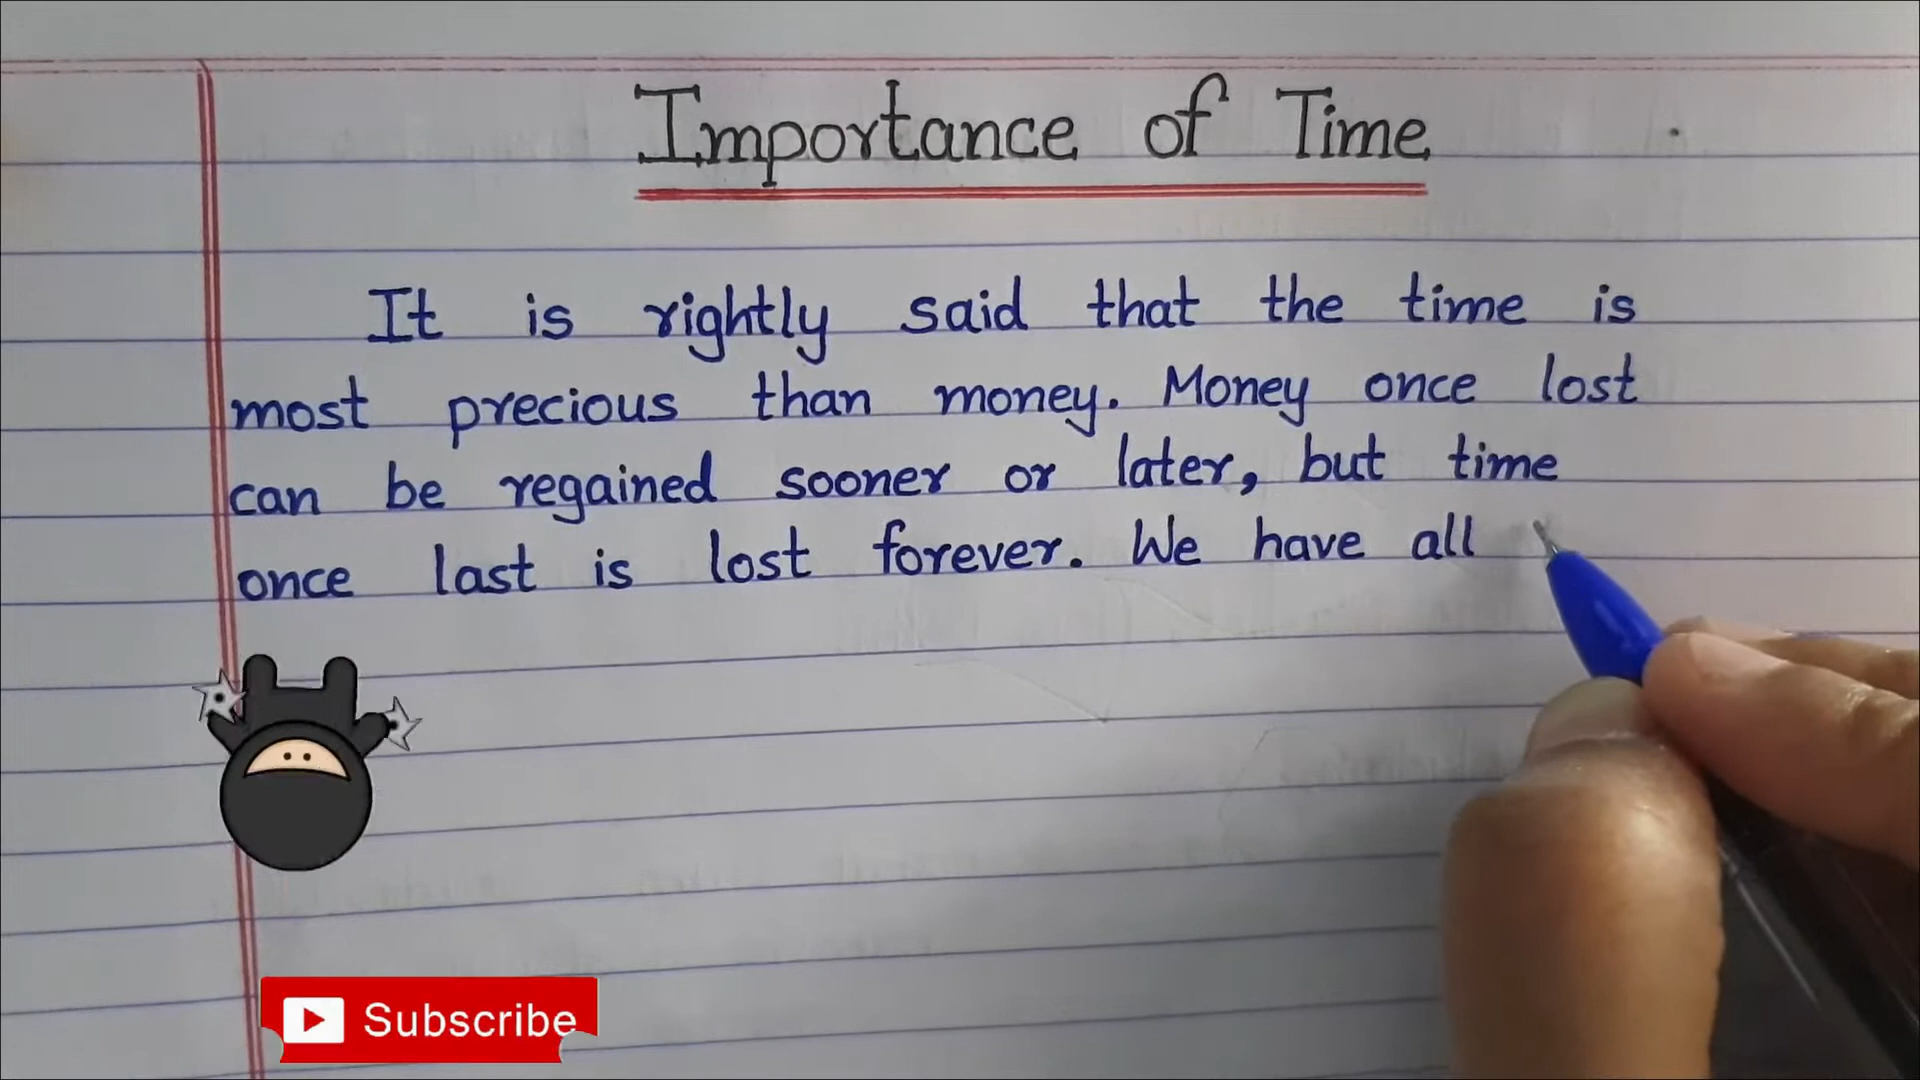 Importance of Time
It is rightly said that the time is
most precious than money. Money once lost
can be regained sooner or later, but time
once last is lost forever. We have all
Subscribe